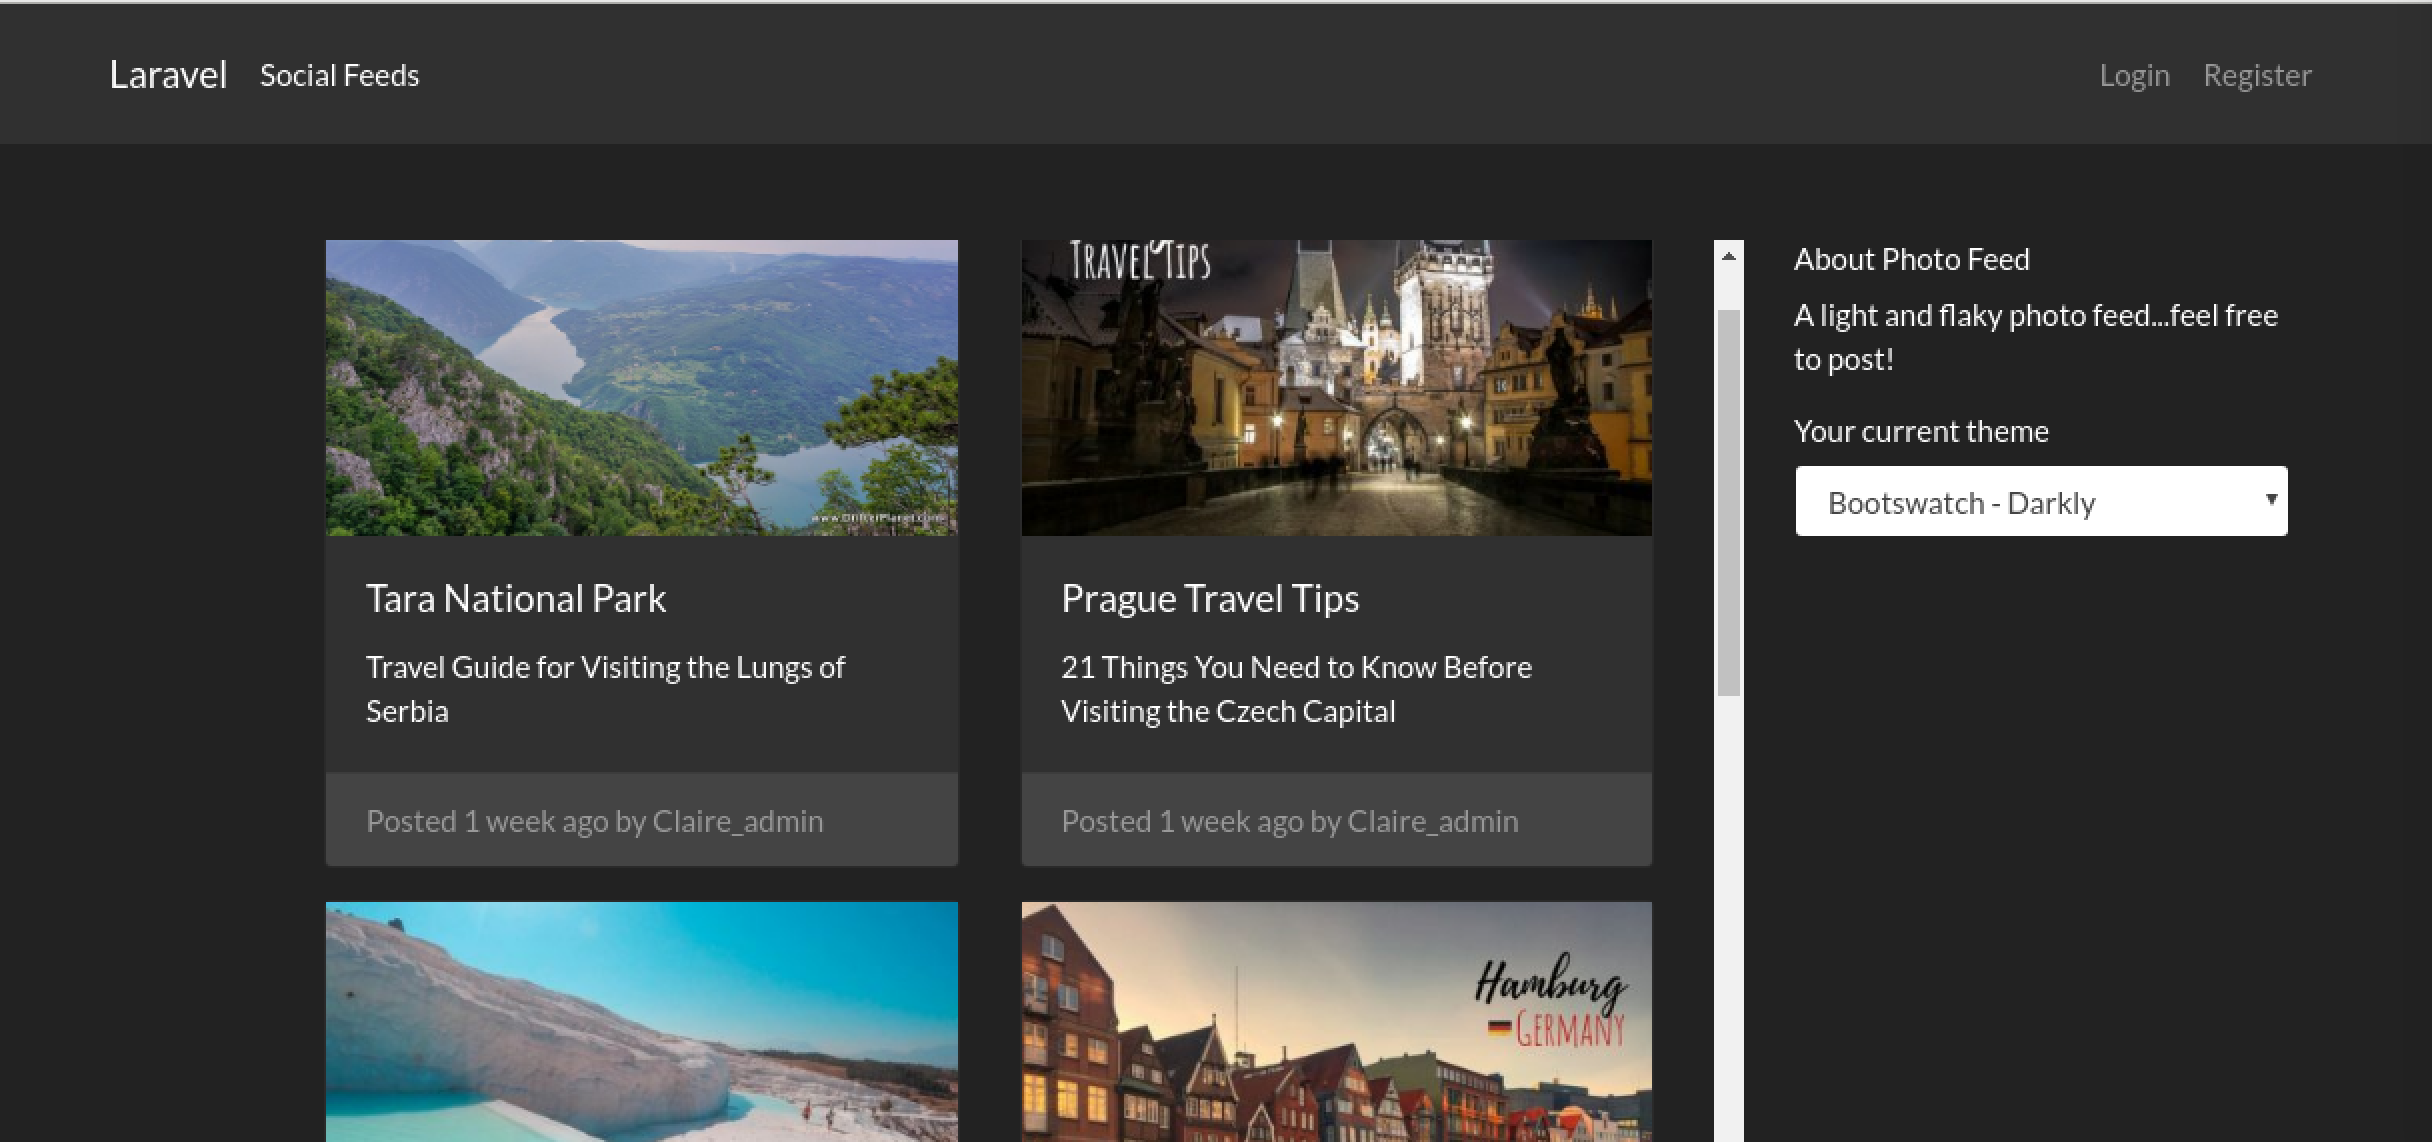 Laravel Social Feeds Login Register
TRAVEL TIPS
www.DrifterPlanet.com
Tara National Park
Travel Guide for Visiting the Lungs of
Serbia
Posted 1 week ago by Claire_admin
Prague Travel Tips
21 Things You Need to Know Before
Visiting the Czech Capital
Posted 1 week ago by Claire_admin
Hamburg
GERMANY
About Photo Feed
A light and flaky photo feed...feel free
to post!
Your current theme
Bootswatch - Darkly